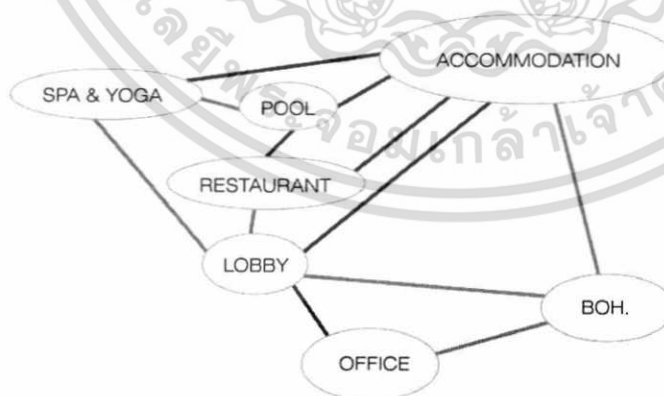 ACCOMMODATION
SPA & YOGA
POOL
RESTAURANT
LOBBY
BOH.
OFFICE